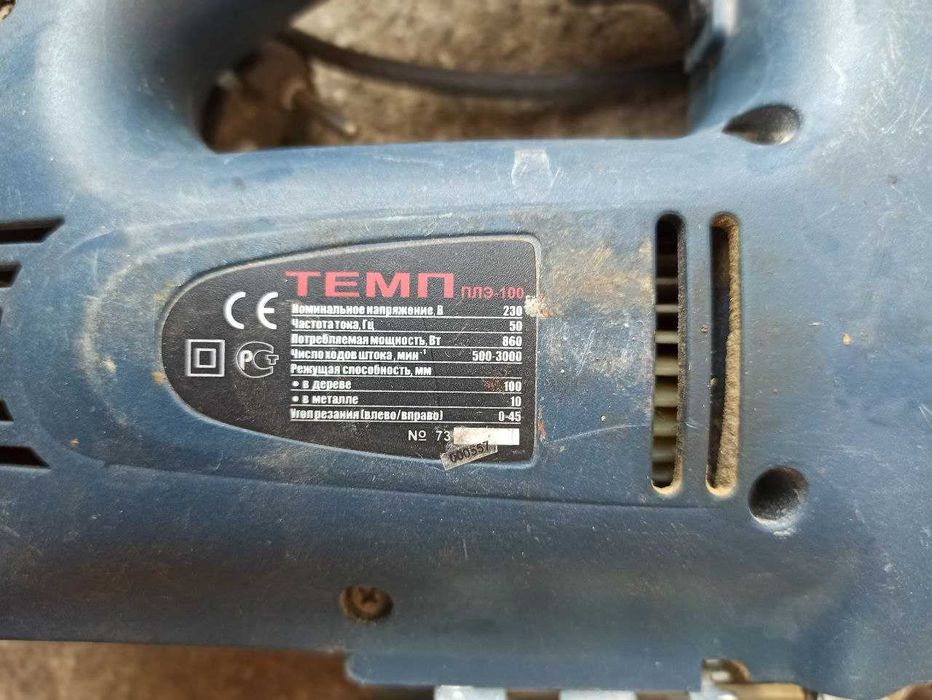 ТЕМП ПЛЭ-100
CE
Номинальное напряжение, В 230
Частота тока, Гц 50
Потребляемая мощность, Вт 860
Число ходов штока, мин⁻¹ 500-3000
Режущая способность, мм
• в дереве 100
• в металле 10
Угол резания (влево/вправо) 0-45
№ 73
000557